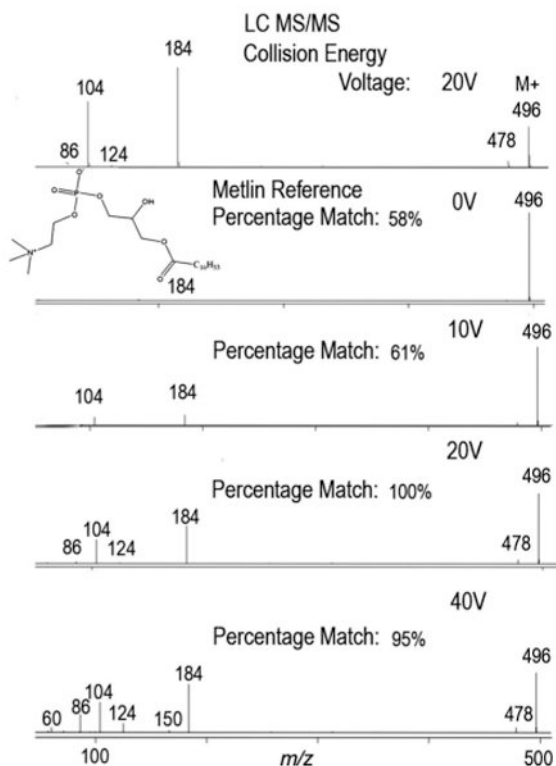 LC MS/MS
Collision Energy
Voltage: 20V M+
184
104
496
86 124 478
O
O P O OH
O
N+
O
O C16H33
Metlin Reference 0V 496
Percentage Match: 58%
184
10V 496
Percentage Match: 61%
104 184
20V 496
Percentage Match: 100%
184
104
86 124 478
40V
Percentage Match: 95%
184 496
104
86
60 124 150 478
100 m/z 500